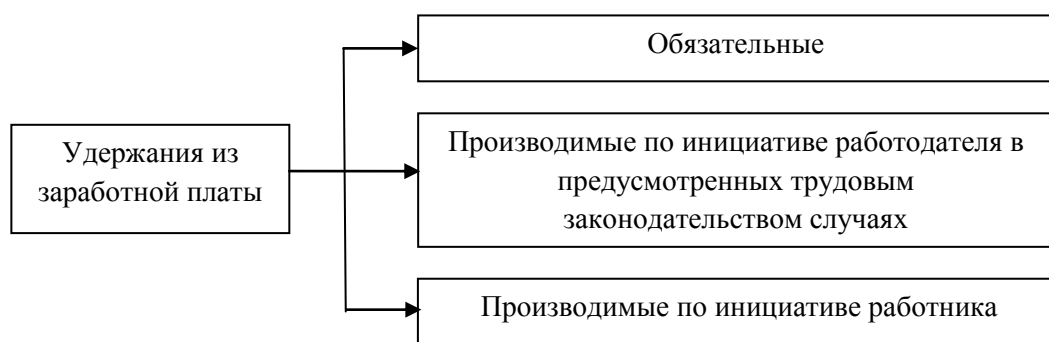 Обязательные
Удержания из
заработной платы
Производимые по инициативе работодателя в
предусмотренных трудовым
законодательством случаях
Производимые по инициативе работника